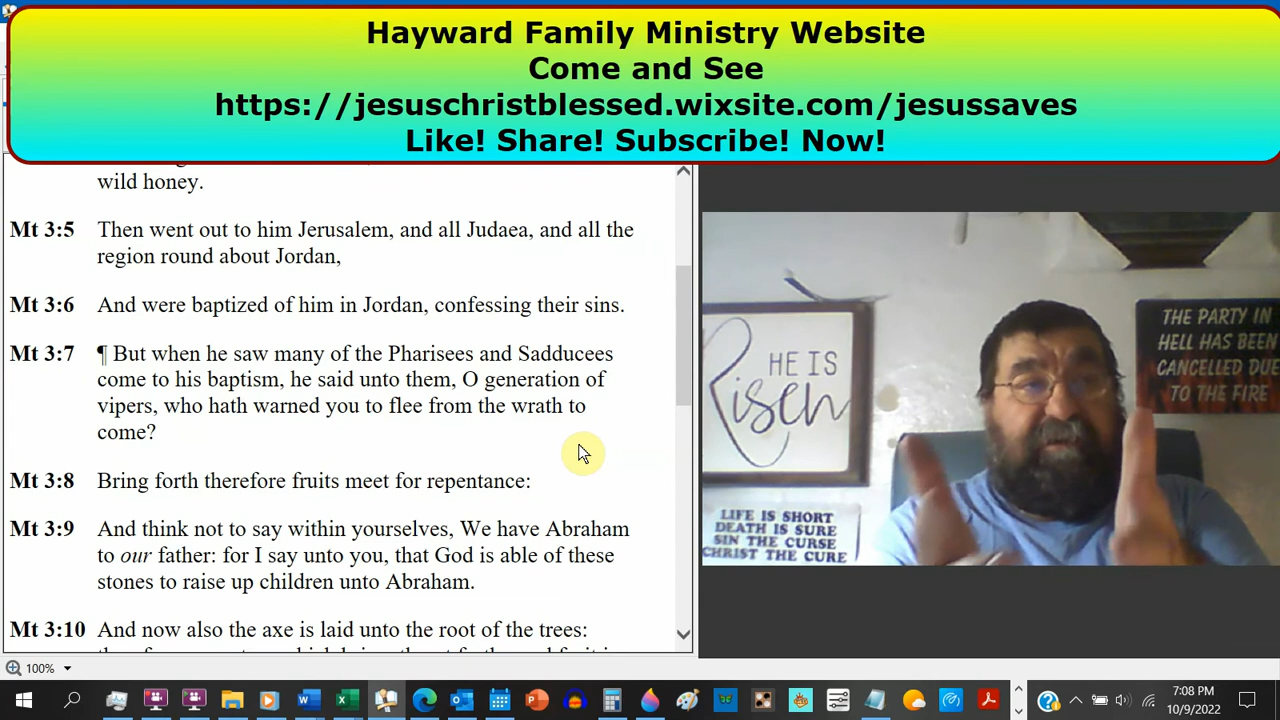 Hayward Family Ministry Website
Come and See
https://jesuschristblessed.wixsite.com/jesussaves
Like! Share! Subscribe! Now!
wild honey.
Mt 3:5 Then went out to him Jerusalem, and all Judaea, and all the
region round about Jordan,
Mt 3:6 And were baptized of him in Jordan, confessing their sins.
Mt 3:7 ¶ But when he saw many of the Pharisees and Sadducees
come to his baptism, he said unto them, O generation of
vipers, who hath warned you to flee from the wrath to
come?
Mt 3:8 Bring forth therefore fruits meet for repentance:
Mt 3:9 And think not to say within yourselves, We have Abraham
to our father: for I say unto you, that God is able of these
stones to raise up children unto Abraham.
Mt 3:10 And now also the axe is laid unto the root of the trees:
HE IS
Risen
LIFE IS SHORT
DEATH IS SURE
SIN THE CURSE
CHRIST THE CURE
THE PARTY IN
HELL HAS BEEN
CANCELLED DUE
TO THE FIRE
100%
7:08 PM
10/9/2022